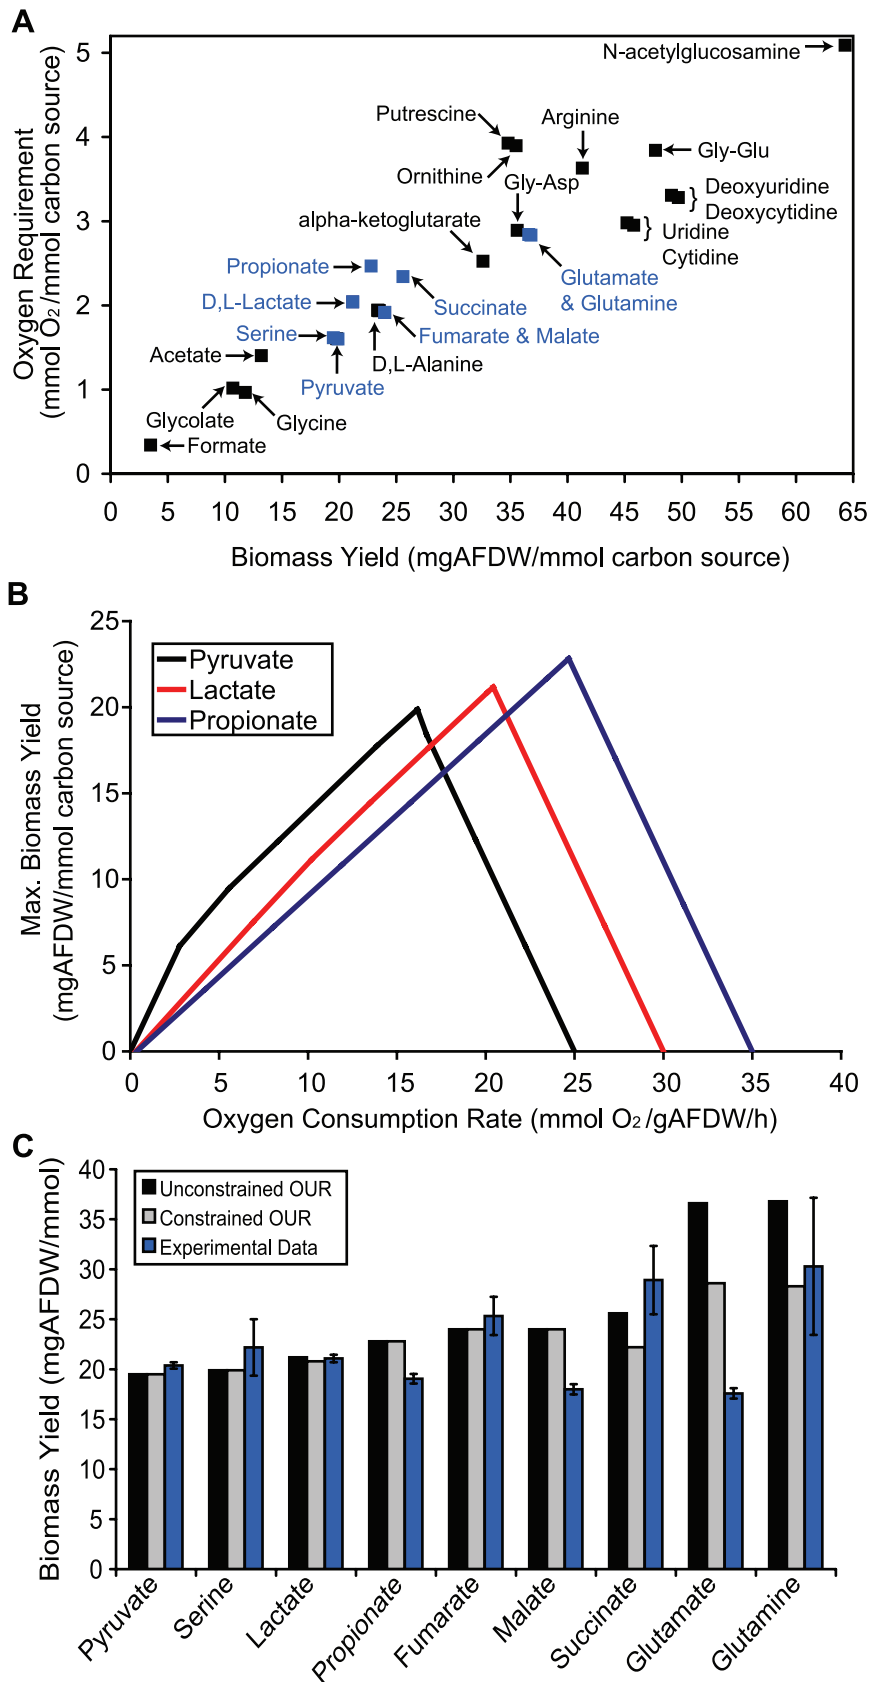 A
Oxygen Requirement
(mmol O2/mmol carbon source)
5
4
3
2
1
0
N-acetylglucosamine
Putrescine
Arginine
Ornithine
Gly-Glu
Gly-Asp
Deoxyuridine
Deoxycytidine
}
alpha-ketoglutarate
Uridine
Cytidine
}
Propionate
Glutamate
& Glutamine
D,L-Lactate
Succinate
Serine
Fumarate & Malate
Acetate
D,L-Alanine
Pyruvate
Glycolate
Glycine
Formate
0 5 10 15 20 25 30 35 40 45 50 55 60 65
Biomass Yield (mgAFDW/mmol carbon source)
B
Max. Biomass Yield
(mgAFDW/mmol carbon source)
25
20
15
10
5
0
Pyruvate
Lactate
Propionate
0 5 10 15 20 25 30 35 40
Oxygen Consumption Rate (mmol O2/gAFDW/h)
C
Biomass Yield (mgAFDW/mmol)
40
35
30
25
20
15
10
5
0
Unconstrained OUR
Constrained OUR
Experimental Data
Pyruvate
Serine
Lactate
Propionate
Fumarate
Malate
Succinate
Glutamate
Glutamine